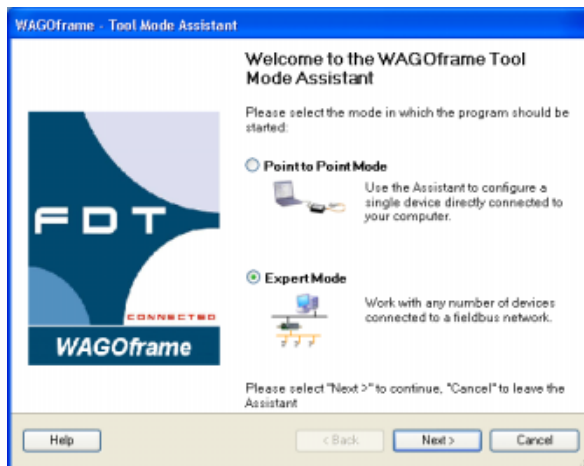 WAGOframe - Tool Mode Assistant
Welcome to the WAGOframe Tool
Mode Assistant
Please select the mode in which the program should be
started:
Point to Point Mode
Use the Assistant to configure a
single device directly connected to
your computer.
Expert Mode
Work with any number of devices
connected to a fieldbus network.
FDT
CONNECTED
WAGOframe
Please select "Next >" to continue, "Cancel" to leave the
Assistant
Help
< Back
Next >
Cancel